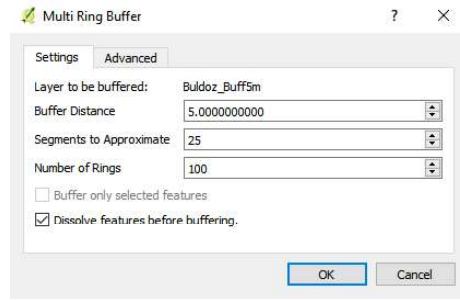 Multi Ring Buffer ? ×
Settings Advanced
Layer to be buffered: Buldoz_Buff5m
Buffer Distance 5.0000000000
Segments to Approximate 25
Number of Rings 100
Buffer only selected features
Dissolve features before buffering.
OK Cancel